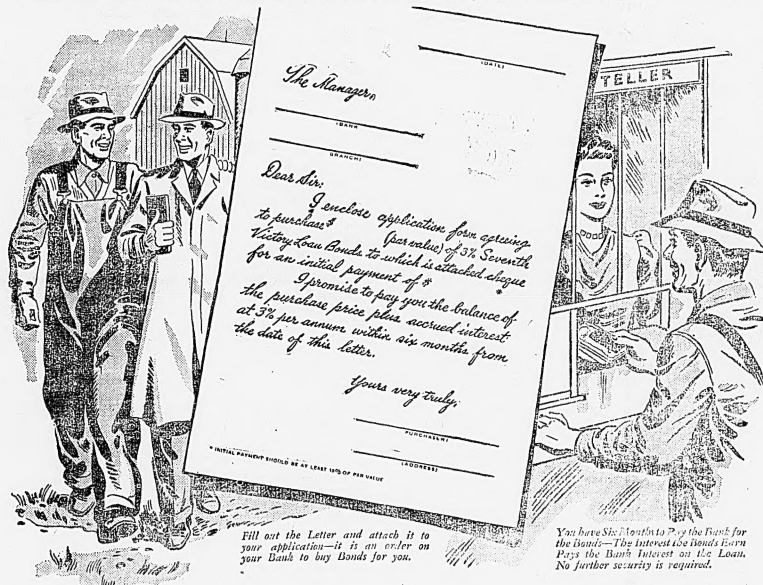 (DATE)
The Manager,
(BANK
(BRANCH)
Dear Sir;
I enclose application form agreeing
to purchase $ (par value) of 3% Seventh
Victory Loan Bonds to which is attached cheque
for an initial payment of $ *
I promise to pay you the balance of
the purchase price plus accrued interest
at 3% per annum within six months from
the date of this letter.
Yours very truly,
PURCHASER)
(ADDRESS)
* INITIAL PAYMENT SHOULD BE AT LEAST 10% OF PAR VALUE
TELLER
Fill out the Letter and attach it to
your application—it is an order on
your Bank to buy Bonds for you.
You have Six Months to Pay the Bank for
the Bonds—The Interest the Bonds Earn
Pays the Bank Interest on the Loan.
No further security is required.